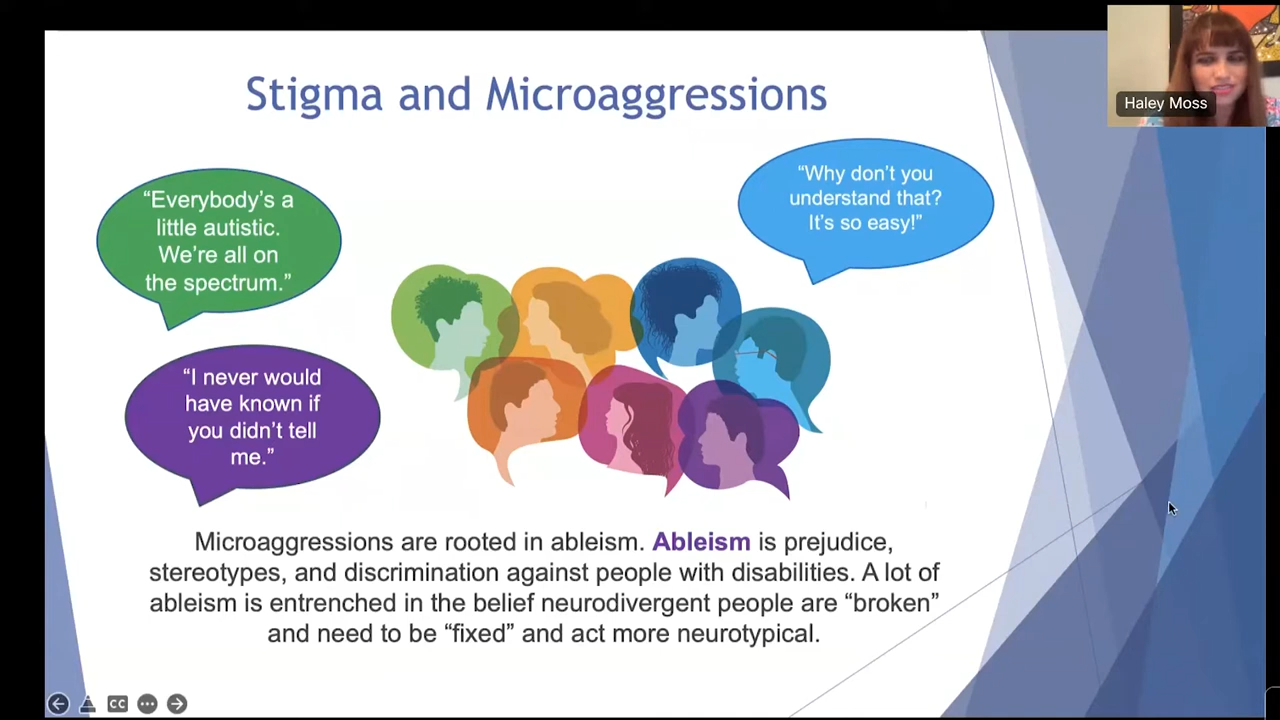 Stigma and Microaggressions
Haley Moss
“Everybody’s a
little autistic.
We’re all on
the spectrum.”
“Why don’t you
understand that?
It’s so easy!”
“I never would
have known if
you didn’t tell
me.”
Microaggressions are rooted in ableism. Ableism is prejudice,
stereotypes, and discrimination against people with disabilities. A lot of
ableism is entrenched in the belief neurodivergent people are “broken”
and need to be “fixed” and act more neurotypical.
CC